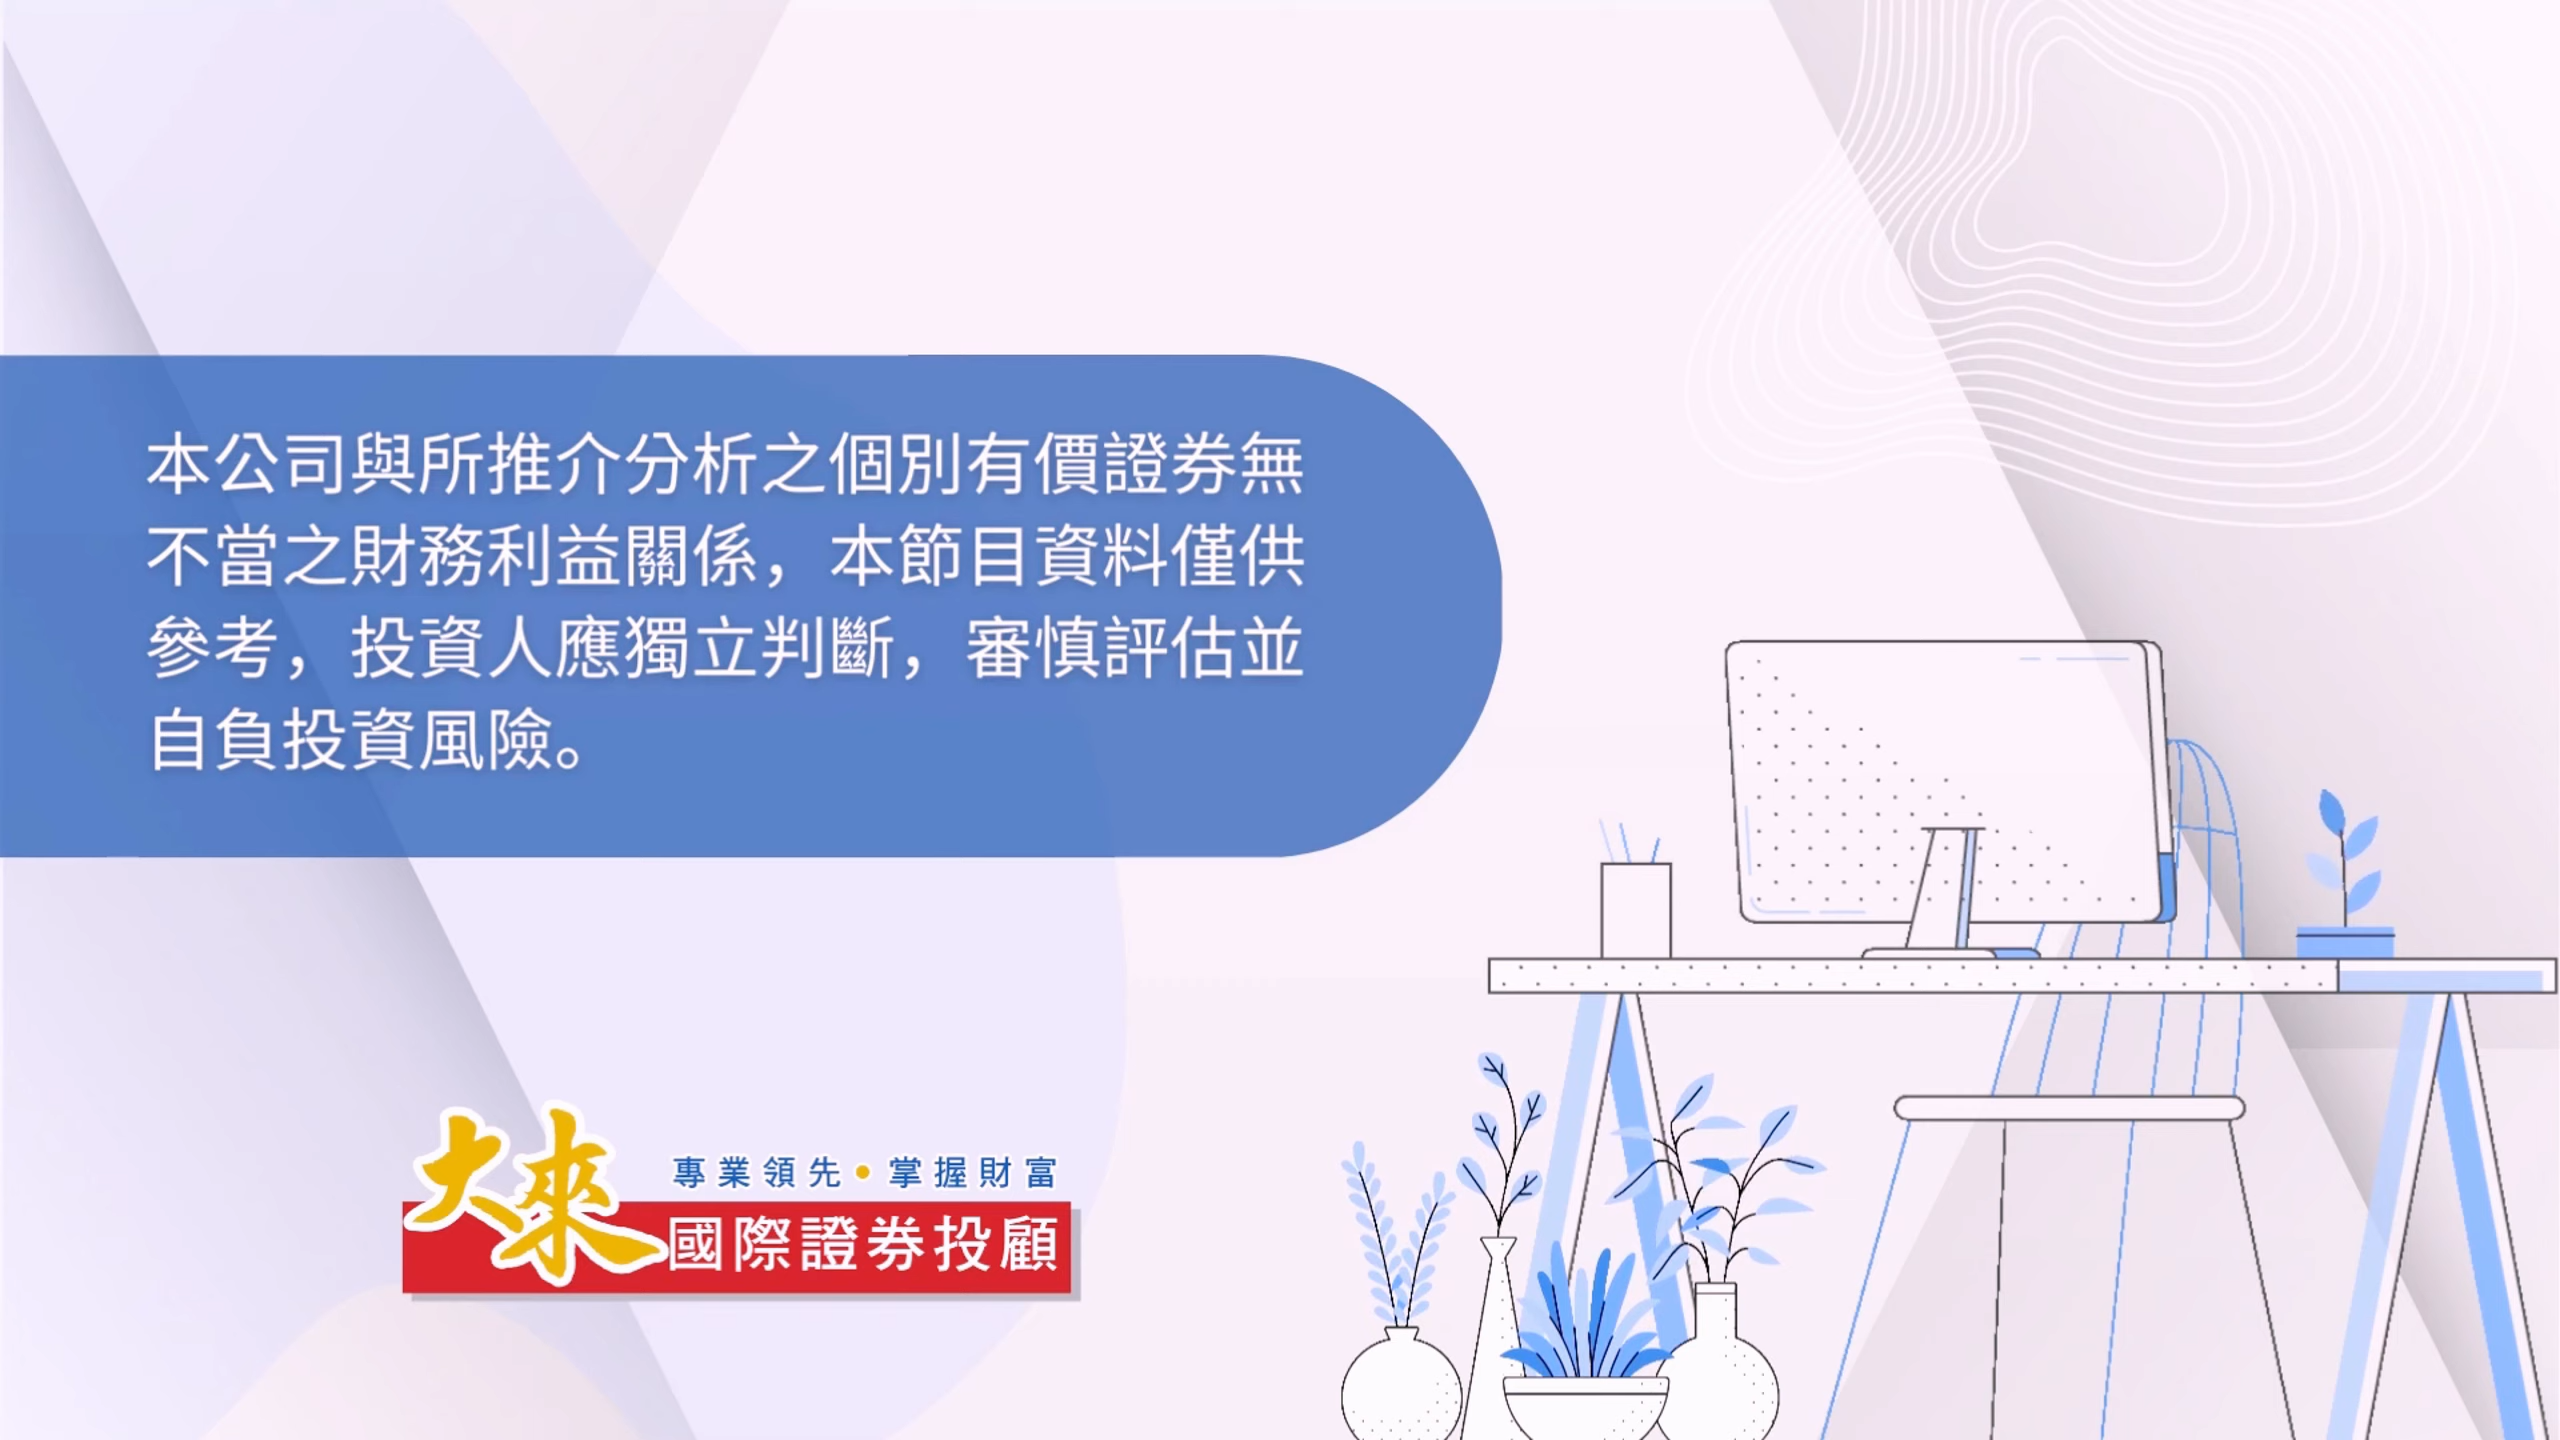 本公司與所推介分析之個別有價證券無
不當之財務利益關係，本節目資料僅供
參考，投資人應獨立判斷，審慎評估並
自負投資風險。
專業領先•掌握財富
大來國際證券投顧